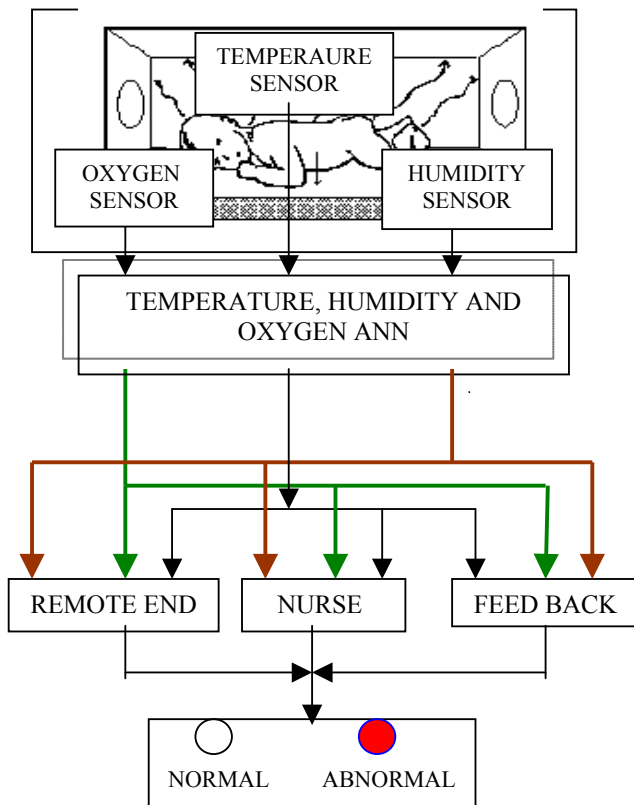 TEMPERAURE
SENSOR
OXYGEN
SENSOR
HUMIDITY
SENSOR
TEMPERATURE, HUMIDITY AND
OXYGEN ANN
REMOTE END
NURSE
FEED BACK
NORMAL
ABNORMAL